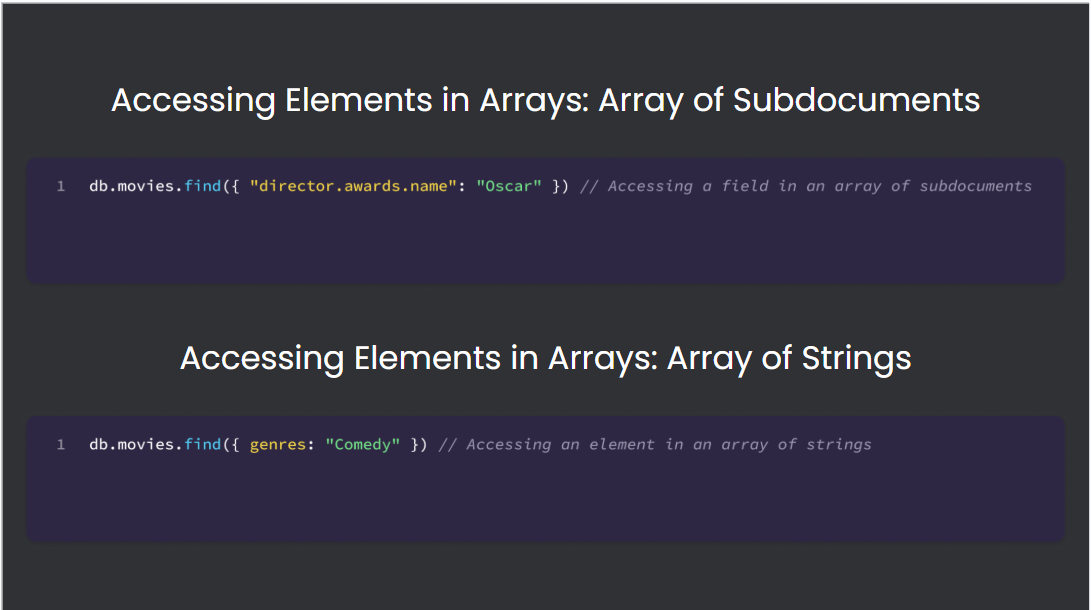 Accessing Elements in Arrays: Array of Subdocuments
1 db.movies.find({ "director.awards.name": "Oscar" }) // Accessing a field in an array of subdocuments
Accessing Elements in Arrays: Array of Strings
1 db.movies.find({ genres: "Comedy" }) // Accessing an element in an array of strings